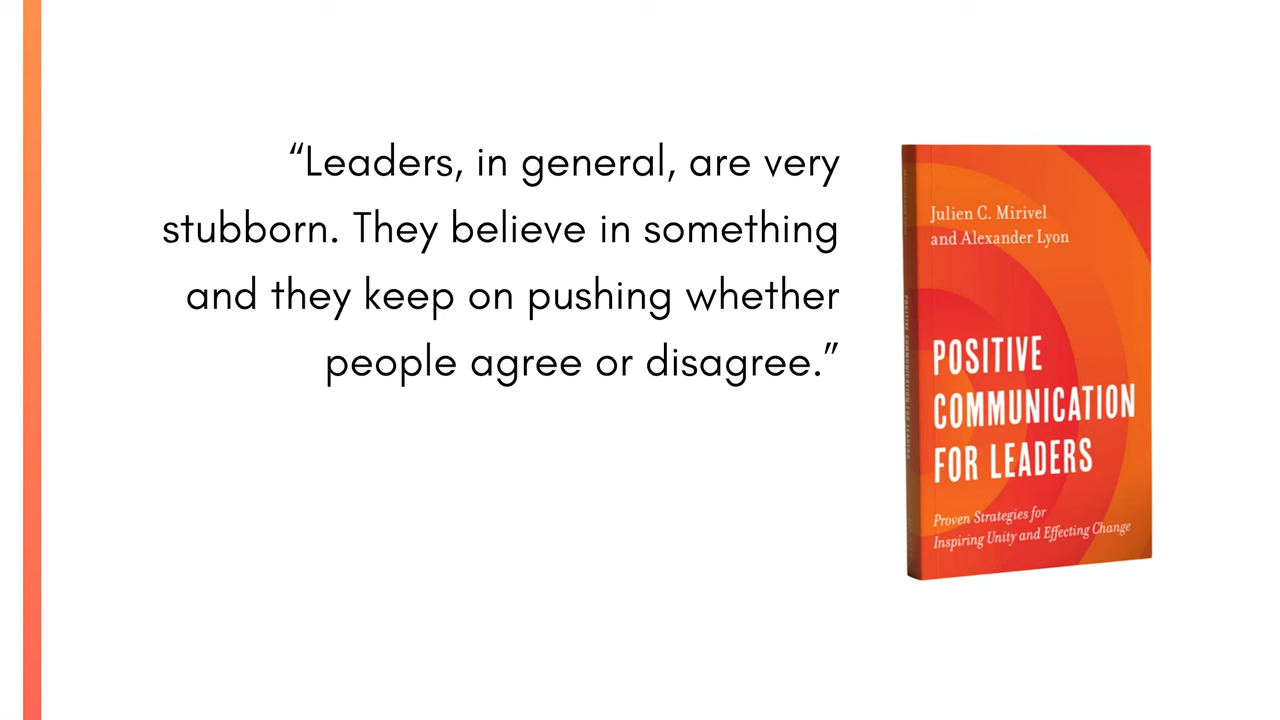 “Leaders, in general, are very
stubborn. They believe in something
and they keep on pushing whether
people agree or disagree.”
Julien C. Mirivel
and Alexander Lyon
POSITIVE
COMMUNICATION
FOR LEADERS
Proven Strategies for
Inspiring Unity and Effecting Change